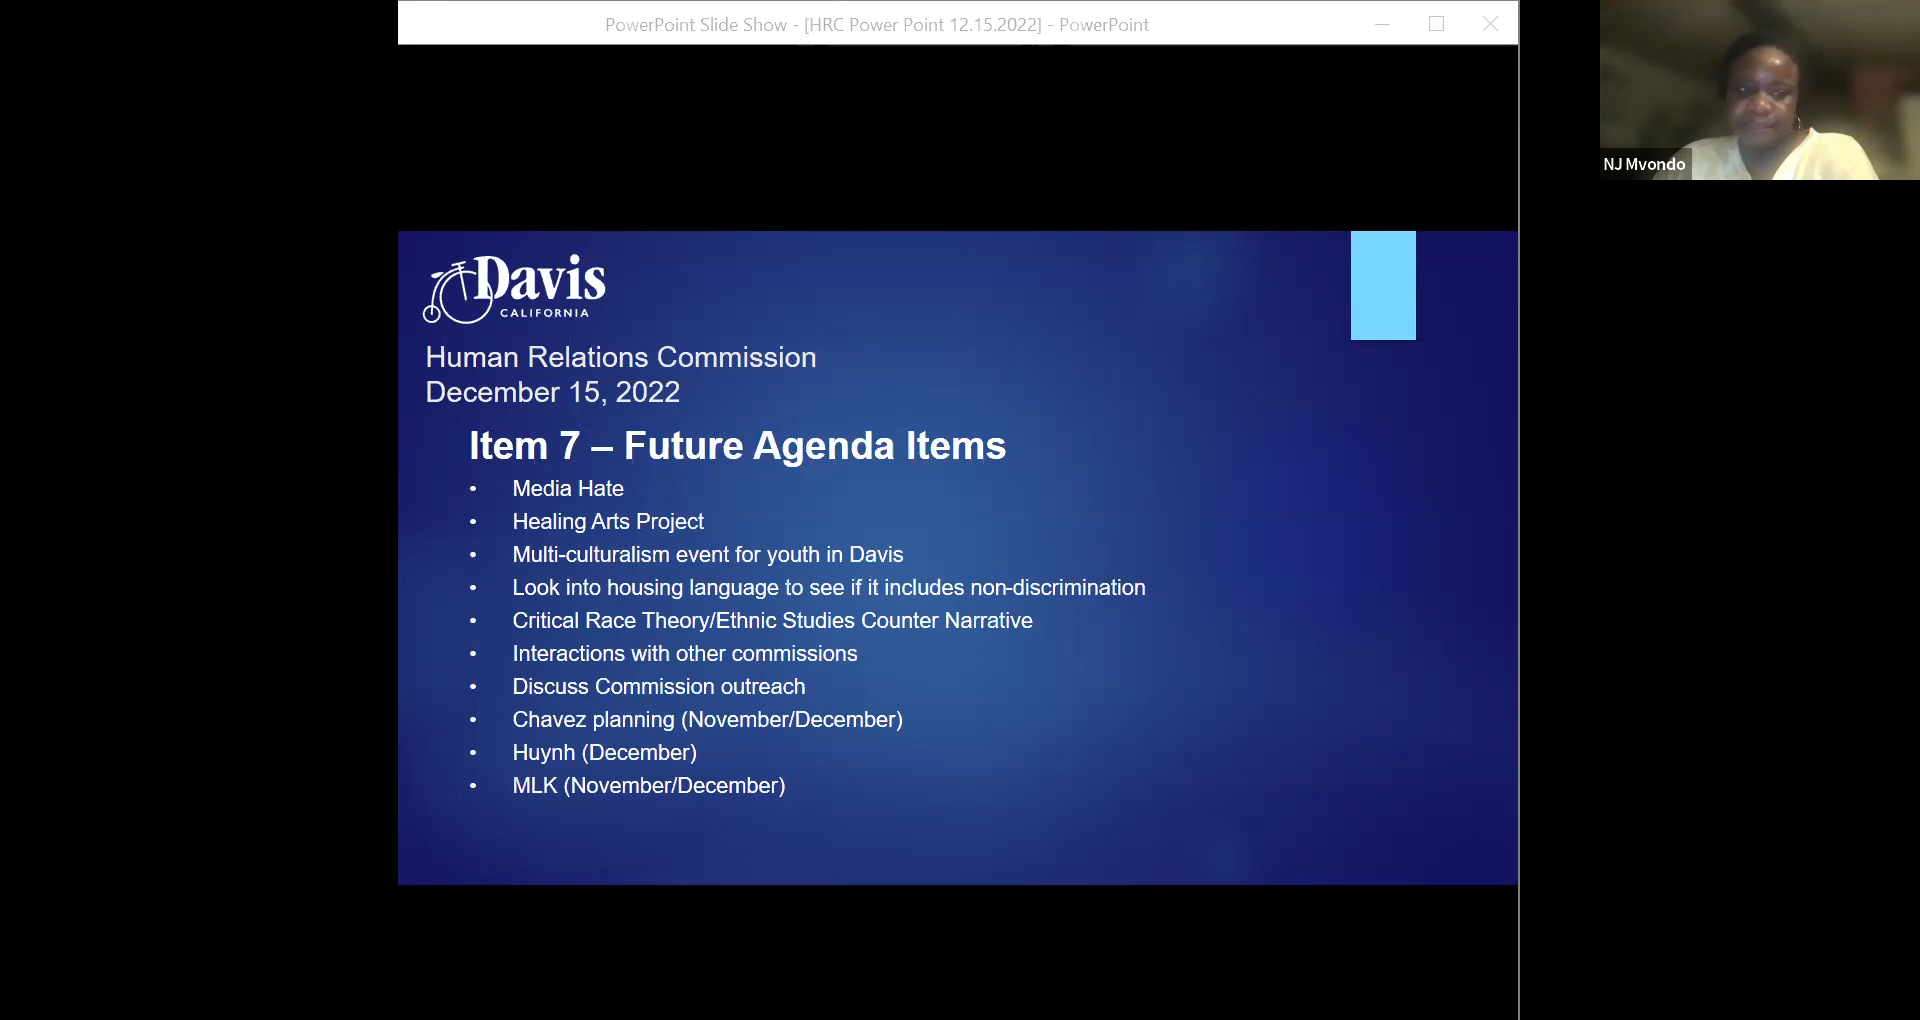 PowerPoint Slide Show - [HRC Power Point 12.15.2022] - PowerPoint
NJ Mvondo
Davis
CALIFORNIA
Human Relations Commission
December 15, 2022
Item 7 – Future Agenda Items
• Media Hate
• Healing Arts Project
• Multi-culturalism event for youth in Davis
• Look into housing language to see if it includes non-discrimination
• Critical Race Theory/Ethnic Studies Counter Narrative
• Interactions with other commissions
• Discuss Commission outreach
• Chavez planning (November/December)
• Huynh (December)
• MLK (November/December)